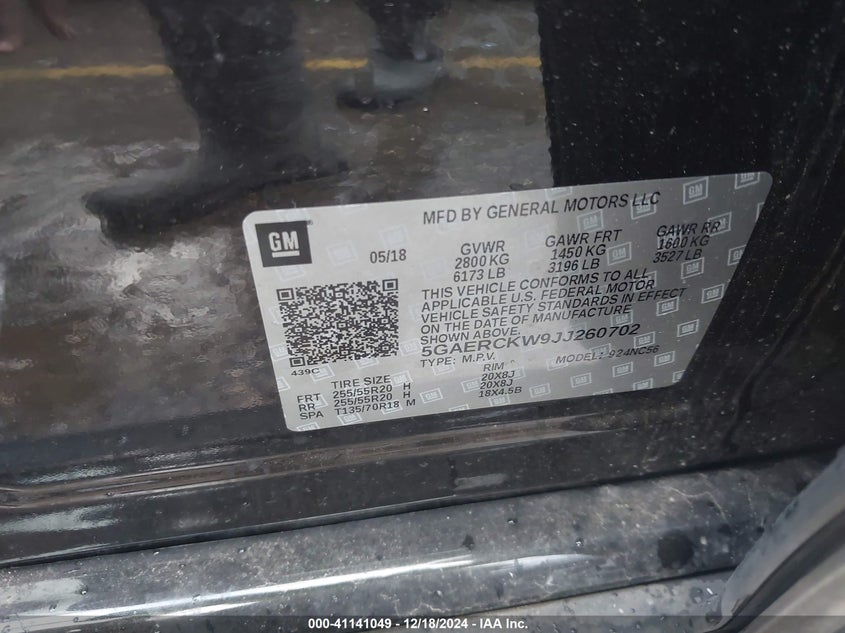 MFD BY GENERAL MOTORS LLC
GM
05/18
GVWR GAWR FRT GAWR RR
2800 KG 1450 KG 1600 KG
6173 LB 3196 LB 3527 LB
THIS VEHICLE CONFORMS TO ALL
APPLICABLE U.S. FEDERAL MOTOR
VEHICLE SAFETY STANDARDS IN EFFECT
ON THE DATE OF MANUFACTURE
SHOWN ABOVE.
5GAERCKW9JJ260702
TYPE: M.P.V. MODEL: 924NC56
439C
TIRE SIZE RIM
FRT 255/55R20 H 20X8J
RR 255/55R20 H 20X8J
SPA T135/70R18 M 18X4.5B
000-41141049 — 12/18/2024 — IAA Inc.